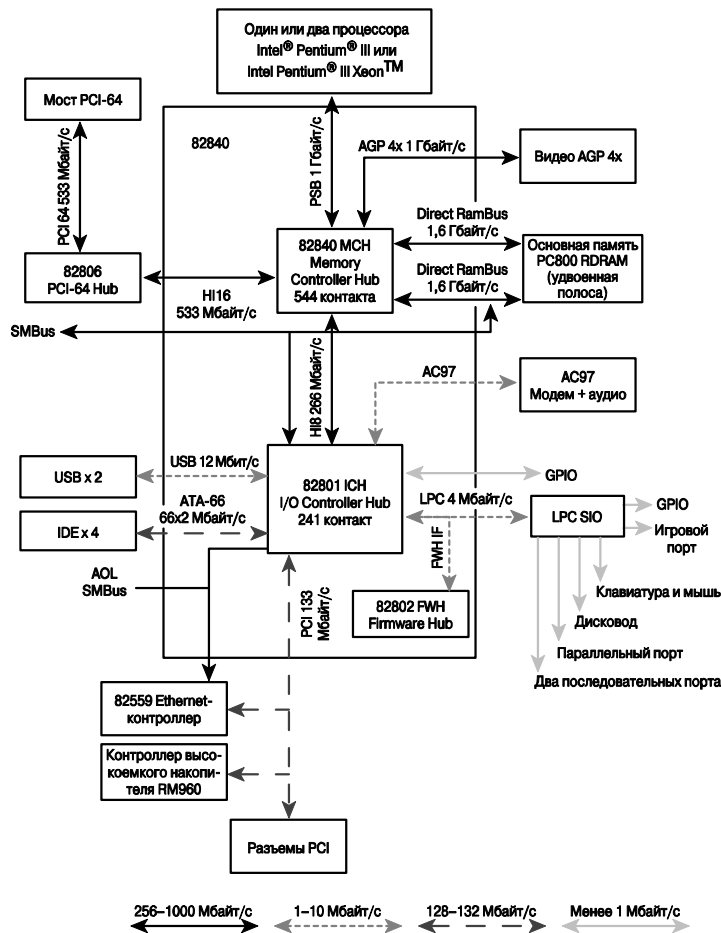 Один или два процессора
Intel® Pentium® III или
Intel Pentium® III Xeon™
Мост PCI-64
82840
PSB 1 Гбайт/с
AGP 4x 1 Гбайт/с
Видео AGP 4x
PCI 64 533 Мбайт/с
Direct RamBus
1,6 Гбайт/с
82840 MCH
Memory
Controller Hub
544 контакта
Основная память
PC800 RDRAM
(удвоенная
полоса)
82806
PCI-64 Hub
Direct RamBus
1,6 Гбайт/с
HI16
533 Мбайт/с
SMBus
HI8 266 Мбайт/с
AC97
AC97
Модем + аудио
USB x 2
USB 12 Мбит/с
82801 ICH
I/O Controller Hub
241 контакт
GPIO
ATA-66
66x2 Мбайт/с
IDE x 4
LPC 4 Мбайт/с
LPC SIO
GPIO
Игровой
порт
FWH IF
AOL
SMBus
PCI 133
Мбайт/с
82802 FWH
Firmware Hub
Клавиатура и мышь
Дисковод
Параллельный порт
Два последовательных порта
82559 Ethernet-
контроллер
Контроллер высо-
коемкого накопи-
теля RM960
Разъемы PCI
256–1000 Мбайт/с
1–10 Мбайт/с
128–132 Мбайт/с
Менее 1 Мбайт/с